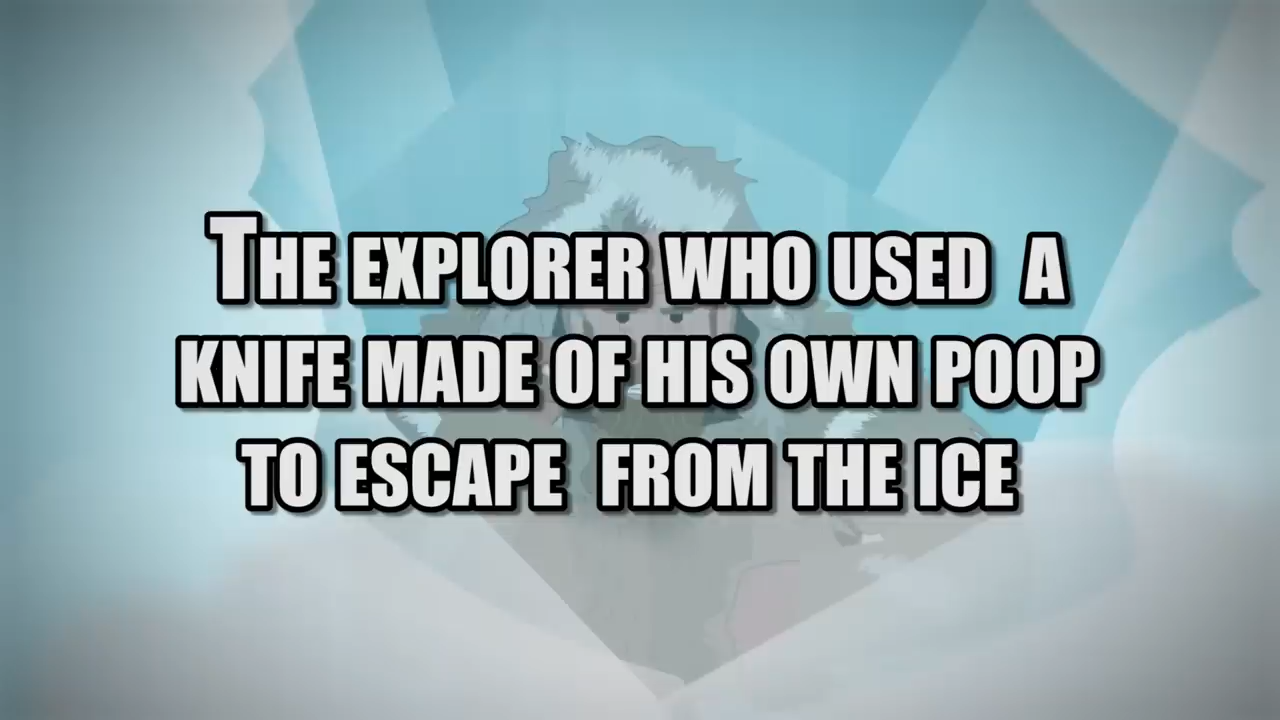 THE EXPLORER WHO USED A
KNIFE MADE OF HIS OWN POOP
TO ESCAPE FROM THE ICE